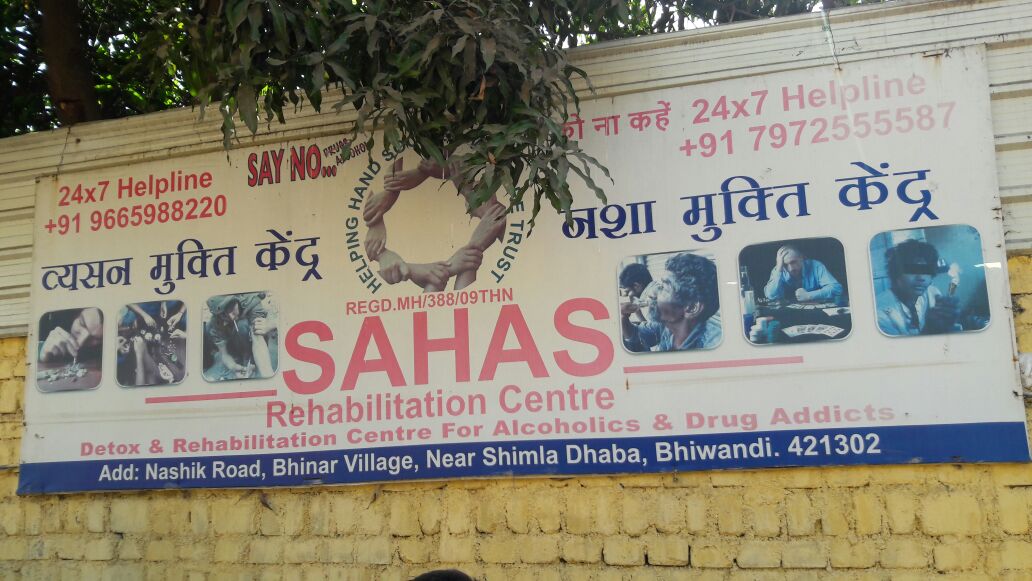 SAY NO...
DRUGS
ALCOHOL
को ना कहें
24x7 Helpline
+91 7972555587
24x7 Helpline
+91 9665988220
HELPING HAND
TRUST
व्यसन मुक्ति केंद्र
नशा मुक्ति केंद्र
REGD.MH/388/09THN
SAHAS
Rehabilitation Centre
Detox & Rehabilitation Centre For Alcoholics & Drug Addicts
Add: Nashik Road, Bhinar Village, Near Shimla Dhaba, Bhiwandi. 421302